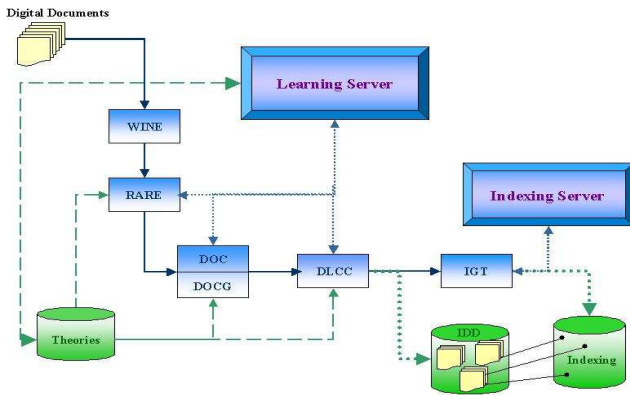 Digital Documents
Learning Server
WINE
RARE
Indexing Server
DOC
DOCG
DLCC
IGT
Theories
IDD
Indexing